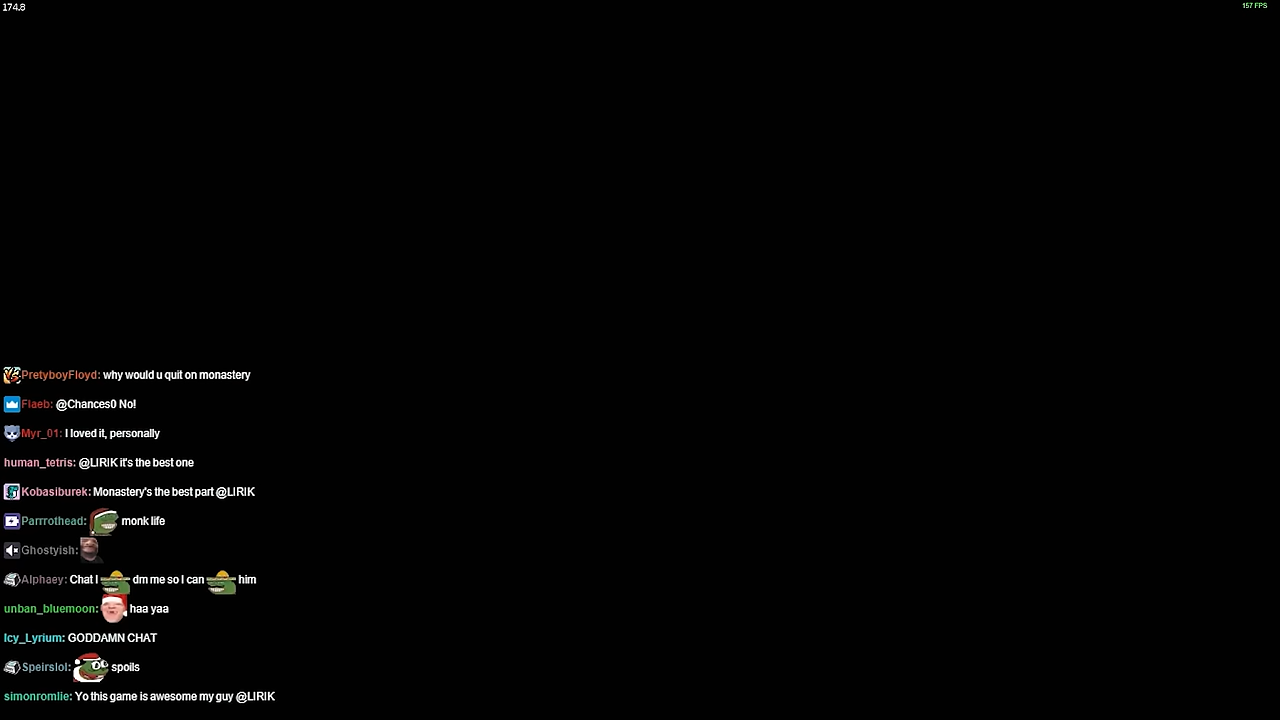 174.8
157 FPS
PretyboyFloyd: why would u quit on monastery
Flaeb: @Chances0 No!
Myr_01: I loved it, personally
human_tetris: @LIRIK it's the best one
Kobasiburek: Monastery's the best part @LIRIK
Parrrothead: monk life
Ghostyish:
Alphaey: Chat I drn me so I can him
unban_bluemoon: haa yaa
Icy_Lyrium: GODDAMN CHAT
Speirslol: spoils
simonromlie: Yo this game is awesome my guy @LIRIK